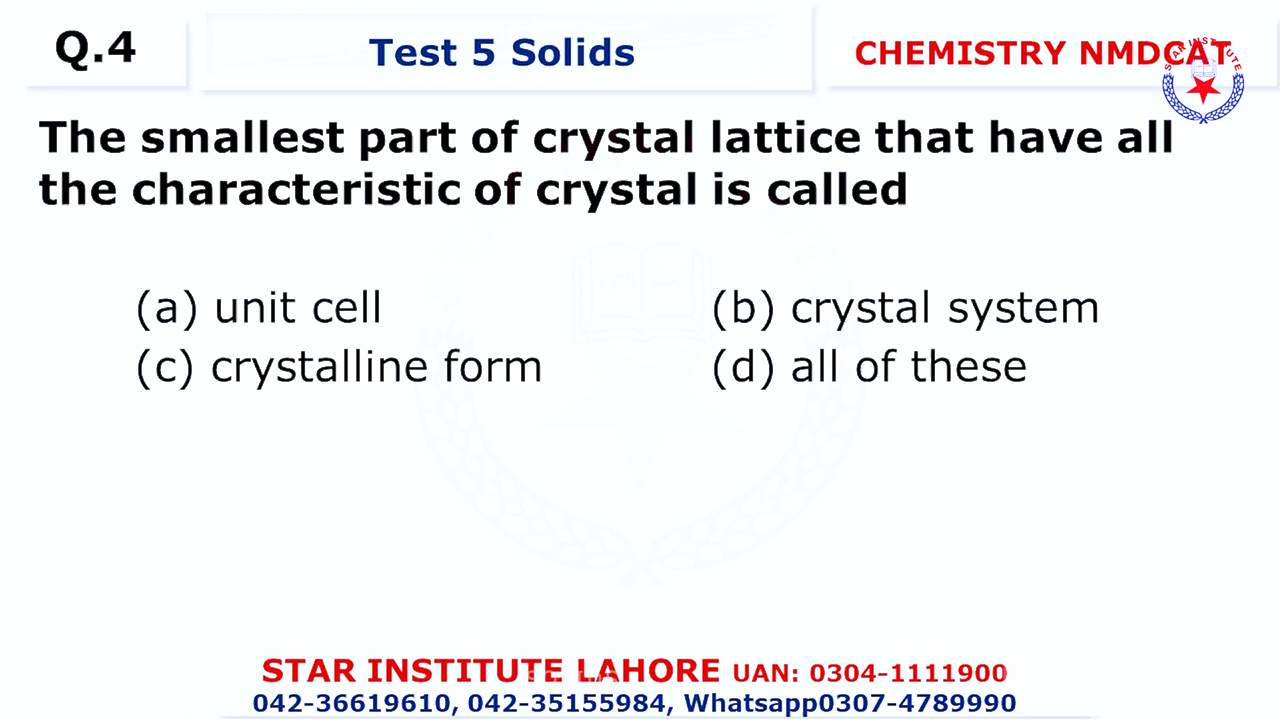 Q.4
Test 5 Solids
CHEMISTRY NMDCAT
STAR INSTITUTE
The smallest part of crystal lattice that have all
the characteristic of crystal is called
(a) unit cell
(b) crystal system
(c) crystalline form
(d) all of these
STAR INSTITUTE LAHORE UAN: 0304-1111900
042-36619610, 042-35155984, Whatsapp0307-4789990